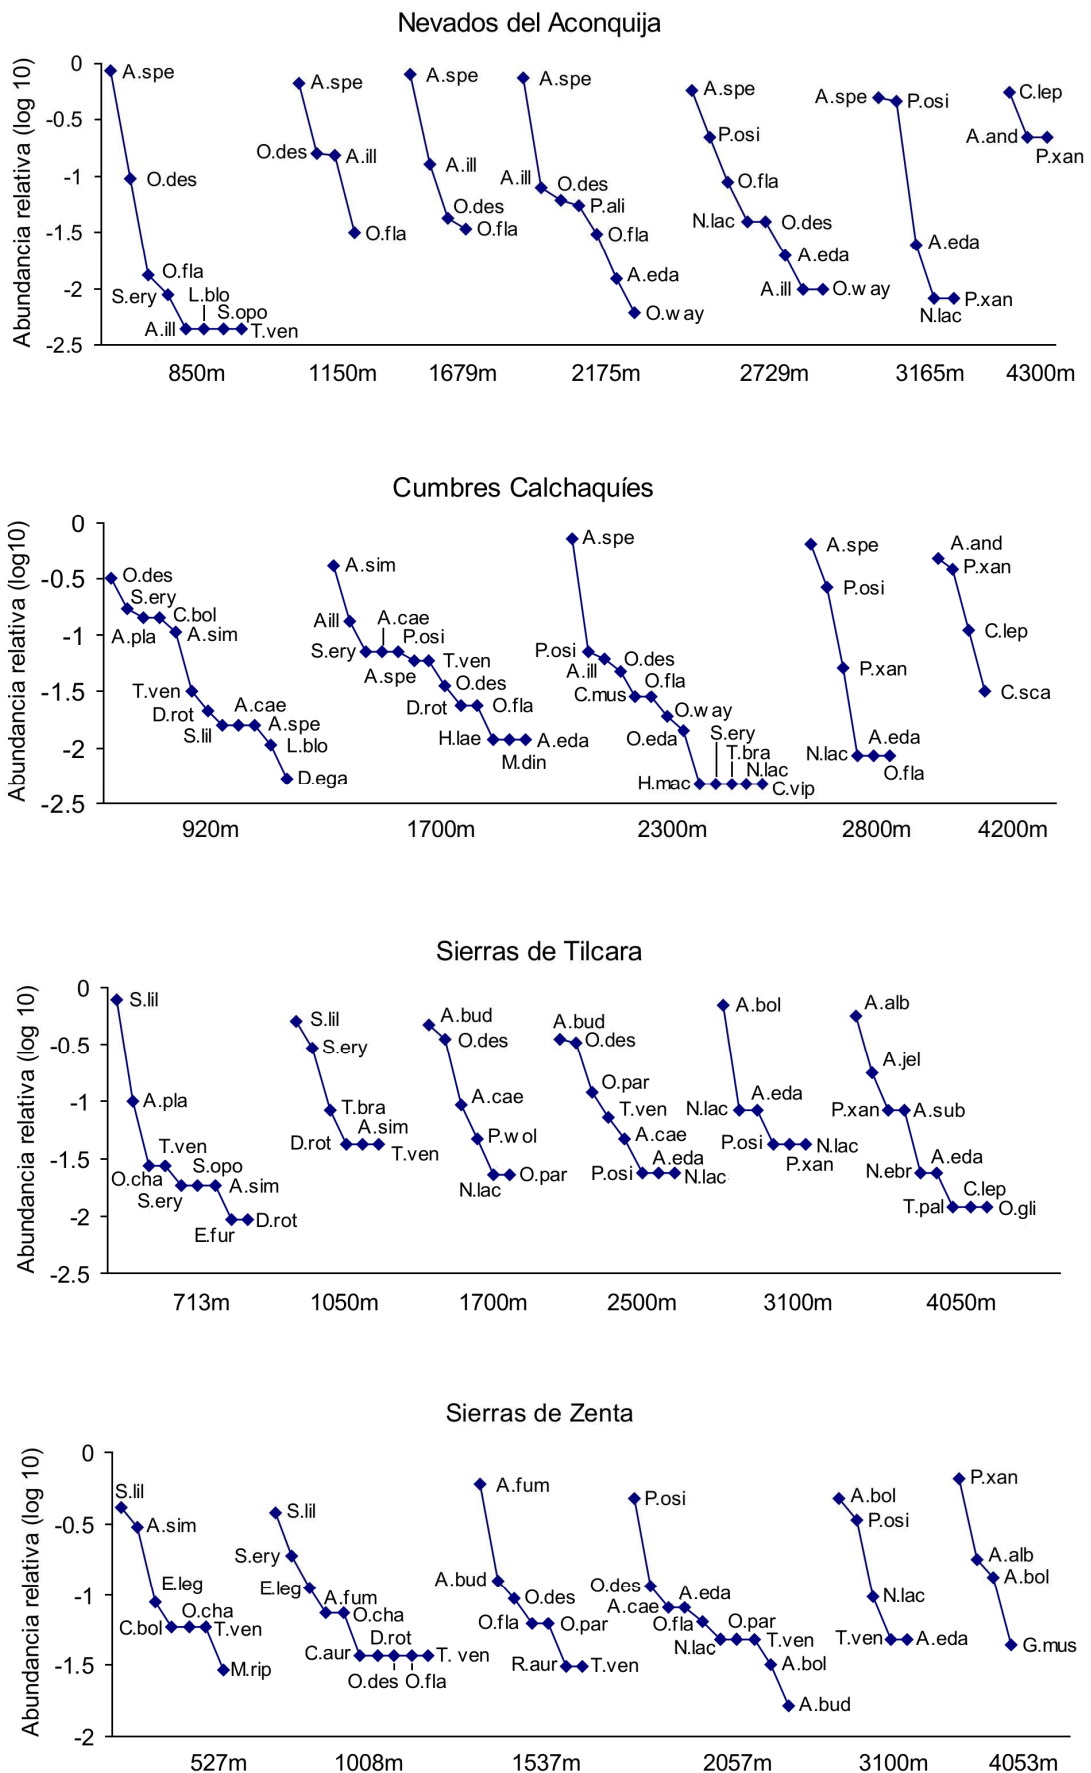 Nevados del Aconquija
Abundancia relativa (log 10)
0
-0.5
-1
-1.5
-2
-2.5
A.spe
O.des
O.fla
S.ery
L.blo
S.opo
A.ill
T.ven
A.spe
O.des
A.ill
O.fla
A.spe
A.ill
O.des
O.fla
A.spe
A.ill
O.des
P.ali
O.fla
A.eda
O.way
A.spe
P.osi
O.fla
N.lac
O.des
A.eda
A.ill
O.way
A.spe
P.osi
A.eda
P.xan
N.lac
C.lep
A.and
P.xan
850m 1150m 1679m 2175m 2729m 3165m 4300m
Cumbres Calchaquíes
Abundancia relativa (log10)
0
-0.5
-1
-1.5
-2
-2.5
O.des
S.ery
C.bol
A.pla
A.sim
T.ven
D.rot
A.cae
S.lil
A.spe
L.blo
D.ega
A.sim
Aill
A.cae
S.ery
P.osi
A.spe
T.ven
O.des
D.rot
O.fla
H.lae
A.eda
M.din
A.spe
P.osi
A.ill
O.des
C.mus
O.fla
O.way
O.eda
S.ery
T.bra
N.lac
H.mac
C.vip
A.spe
P.osi
P.xan
N.lac
A.eda
O.fla
A.and
P.xan
C.lep
C.sca
920m 1700m 2300m 2800m 4200m
Sierras de Tilcara
Abundancia relativa (log 10)
0
-0.5
-1
-1.5
-2
-2.5
S.lil
A.pla
T.ven
O.cha
S.opo
S.ery
A.sim
E.fur
D.rot
S.lil
S.ery
T.bra
A.sim
D.rot
T.ven
A.bud
O.des
A.cae
P.wol
N.lac
O.par
A.bud
O.des
O.par
T.ven
A.cae
A.eda
P.osi
N.lac
A.bol
N.lac
A.eda
P.osi
N.lac
P.xan
A.alb
A.jel
P.xan
A.sub
N.ebr
A.eda
T.pal
C.lep
O.gli
713m 1050m 1700m 2500m 3100m 4050m
Sierras de Zenta
Abundancia relativa (log 10)
0
-0.5
-1
-1.5
-2
S.lil
A.sim
E.leg
O.cha
C.bol
T.ven
M.rip
S.lil
S.ery
E.leg
A.fum
O.cha
D.rot
C.aur
T. ven
O.des
O.fla
A.fum
A.bud
O.des
O.fla
O.par
R.aur
T.ven
P.osi
O.des
A.eda
A.cae
O.fla
O.par
N.lac
T.ven
A.bol
A.bud
A.bol
P.osi
N.lac
T.ven
A.eda
P.xan
A.alb
A.bol
G.mus
527m 1008m 1537m 2057m 3100m 4053m